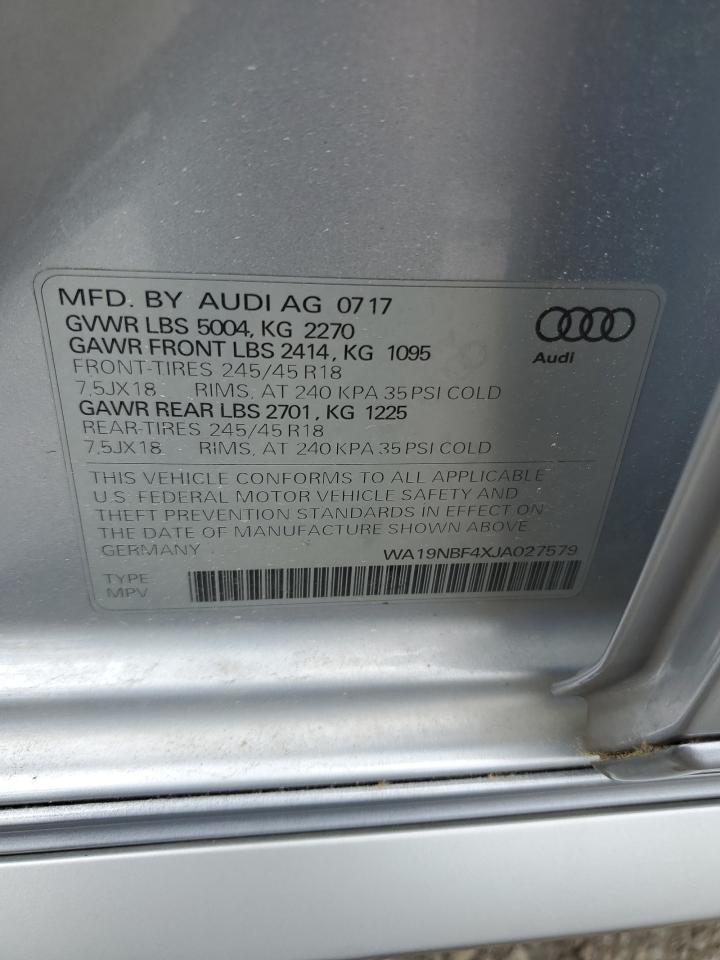 MFD. BY AUDI AG 07 17
GVWR LBS 5004, KG 2270
GAWR FRONT LBS 2414, KG 1095
FRONT-TIRES 245/45 R18
7,5JX18 RIMS, AT 240 KPA 35 PSI COLD
GAWR REAR LBS 2701, KG 1225
REAR-TIRES 245/45 R18
7,5JX18 RIMS, AT 240 KPA 35 PSI COLD
Audi
THIS VEHICLE CONFORMS TO ALL APPLICABLE
U.S. FEDERAL MOTOR VEHICLE SAFETY AND
THEFT PREVENTION STANDARDS IN EFFECT ON
THE DATE OF MANUFACTURE SHOWN ABOVE.
GERMANY WA19NBF4XJA027579
TYPE
MPV